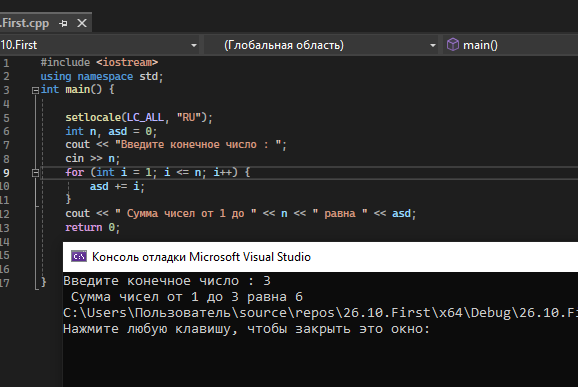 .First.cpp
10.First (Глобальная область) main()
1 #include <iostream>
2 using namespace std;
3 int main() {
4
5 setlocale(LC_ALL, "RU");
6 int n, asd = 0;
7 cout << "Введите конечное число : ";
8 cin >> n;
9 for (int i = 1; i <= n; i++) {
10 asd += i;
11 }
12 cout << " Сумма чисел от 1 до " << n << " равна " << asd;
13 return 0;
14
15
16
17 }
C:\ Консоль отладки Microsoft Visual Studio
Введите конечное число : 3
Сумма чисел от 1 до 3 равна 6
C:\Users\Пользователь\source\repos\26.10.First\x64\Debug\26.10.Fi
Нажмите любую клавишу, чтобы закрыть это окно: